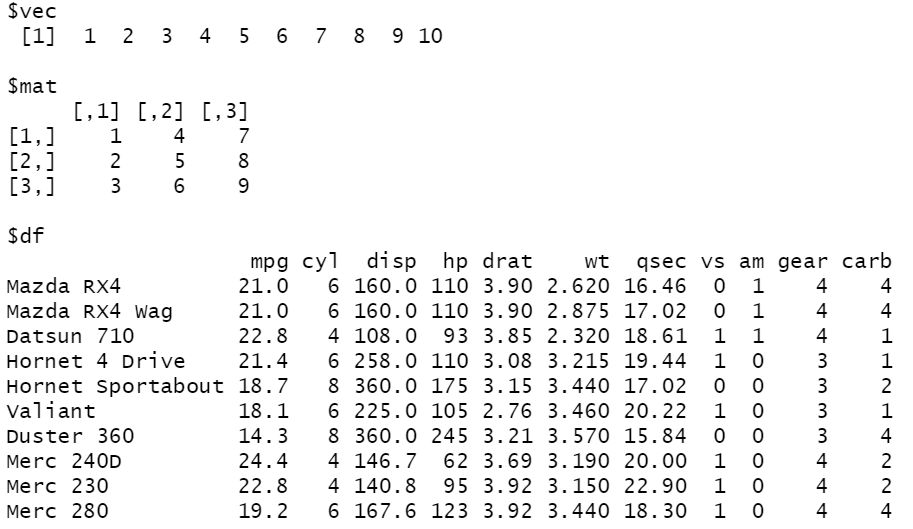 $vec
 [1]  1  2  3  4  5  6  7  8  9 10
$mat
     [,1] [,2] [,3]
[1,]    1    4    7
[2,]    2    5    8
[3,]    3    6    9
$df
                   mpg cyl  disp  hp drat    wt  qsec vs am gear carb
Mazda RX4         21.0   6 160.0 110 3.90 2.620 16.46  0  1    4    4
Mazda RX4 Wag     21.0   6 160.0 110 3.90 2.875 17.02  0  1    4    4
Datsun 710        22.8   4 108.0  93 3.85 2.320 18.61  1  1    4    1
Hornet 4 Drive    21.4   6 258.0 110 3.08 3.215 19.44  1  0    3    1
Hornet Sportabout 18.7   8 360.0 175 3.15 3.440 17.02  0  0    3    2
Valiant           18.1   6 225.0 105 2.76 3.460 20.22  1  0    3    1
Duster 360        14.3   8 360.0 245 3.21 3.570 15.84  0  0    3    4
Merc 240D         24.4   4 146.7  62 3.69 3.190 20.00  1  0    4    2
Merc 230          22.8   4 140.8  95 3.92 3.150 22.90  1  0    4    2
Merc 280          19.2   6 167.6 123 3.92 3.440 18.30  1  0    4    4